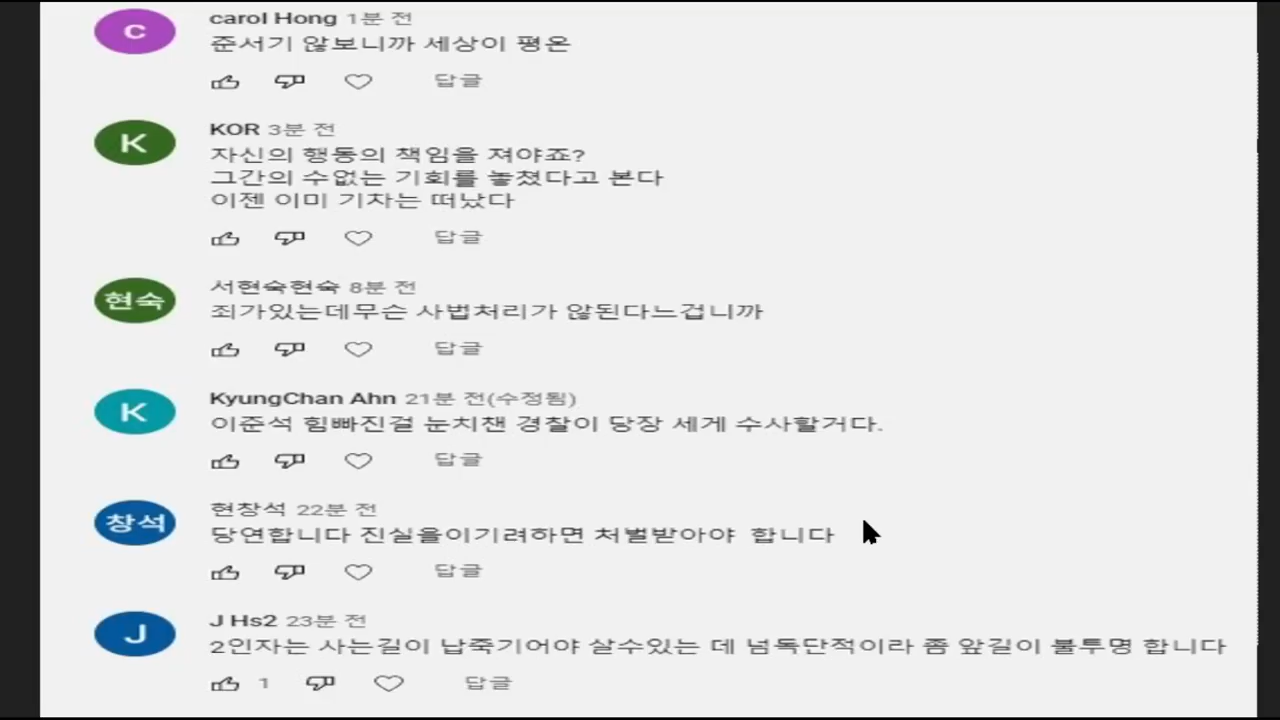 C
carol Hong 1분 전
준서기 않보니까 세상이 평온
답글
K
KOR 3분 전
자신의 행동의 책임을 져야죠?
그간의 수없는 기회를 놓쳤다고 본다
이젠 이미 기차는 떠났다
답글
현숙
서현숙현숙 8분 전
죄가있는데무슨 사법처리가 않된다느겁니까
답글
K
KyungChan Ahn 21분 전(수정됨)
이준석 힘빠진걸 눈치챈 경찰이 당장 세게 수사할거다.
답글
창석
현창석 22분 전
당연합니다 진실을이기려하면 처벌받아야 합니다
답글
J
J Hs2 23분 전
2인자는 사는길이 납죽기어야 살수있는 데 넘독단적이라 좀 앞길이 불투명 합니다
1 답글